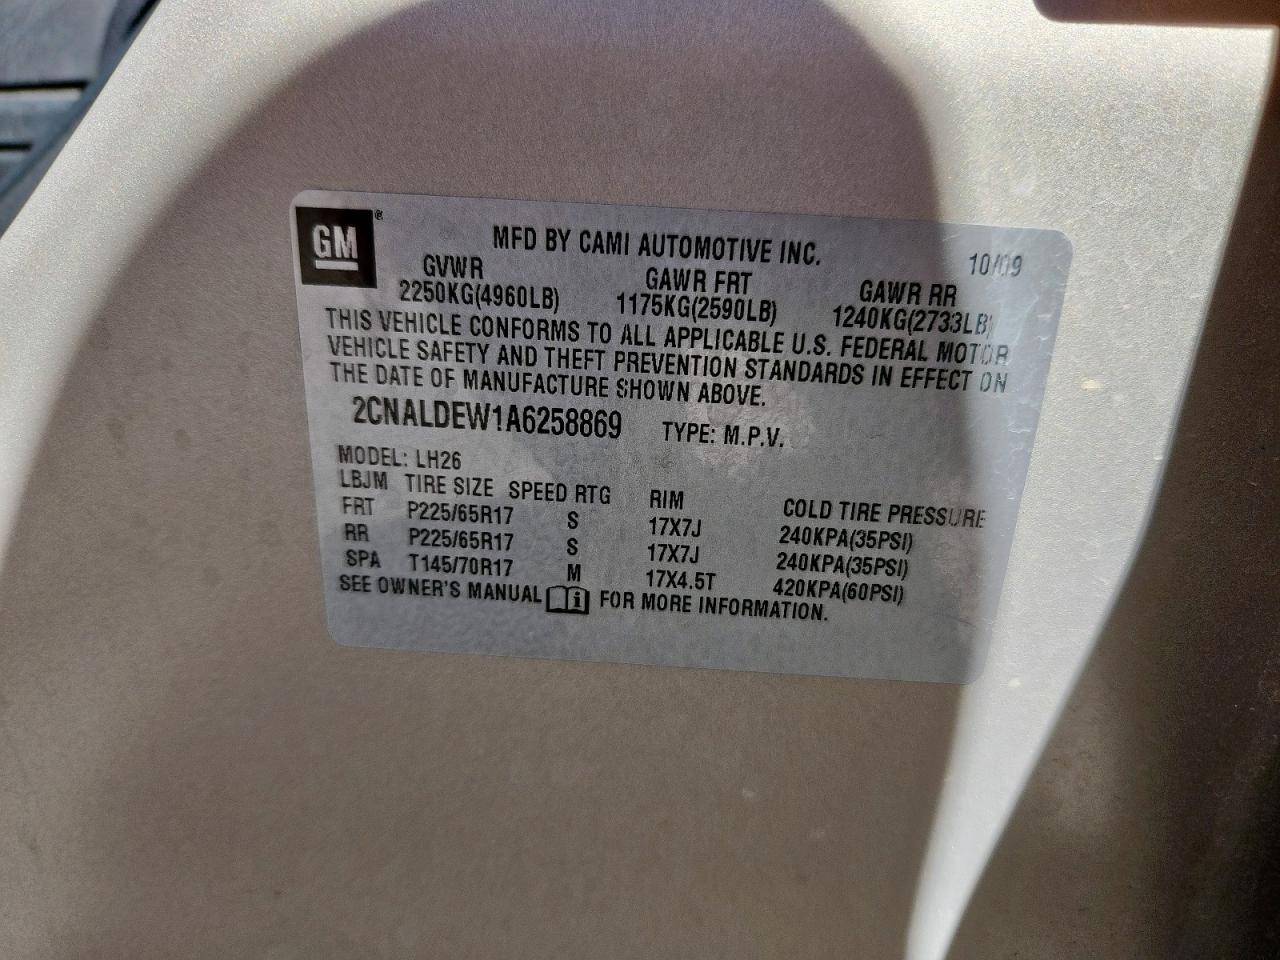 GM ®
MFD BY CAMI AUTOMOTIVE INC. 10/09
GVWR GAWR FRT GAWR RR
2250KG(4960LB) 1175KG(2590LB) 1240KG(2733LB)
THIS VEHICLE CONFORMS TO ALL APPLICABLE U.S. FEDERAL MOTOR
VEHICLE SAFETY AND THEFT PREVENTION STANDARDS IN EFFECT ON
THE DATE OF MANUFACTURE SHOWN ABOVE.
2CNALDEW1A6258869 TYPE: M.P.V.
MODEL: LH26
LBJM TIRE SIZE SPEED RTG RIM COLD TIRE PRESSURE
FRT P225/65R17 S 17X7J 240KPA(35PSI)
RR P225/65R17 S 17X7J 240KPA(35PSI)
SPA T145/70R17 M 17X4.5T 420KPA(60PSI)
SEE OWNER'S MANUAL i FOR MORE INFORMATION.